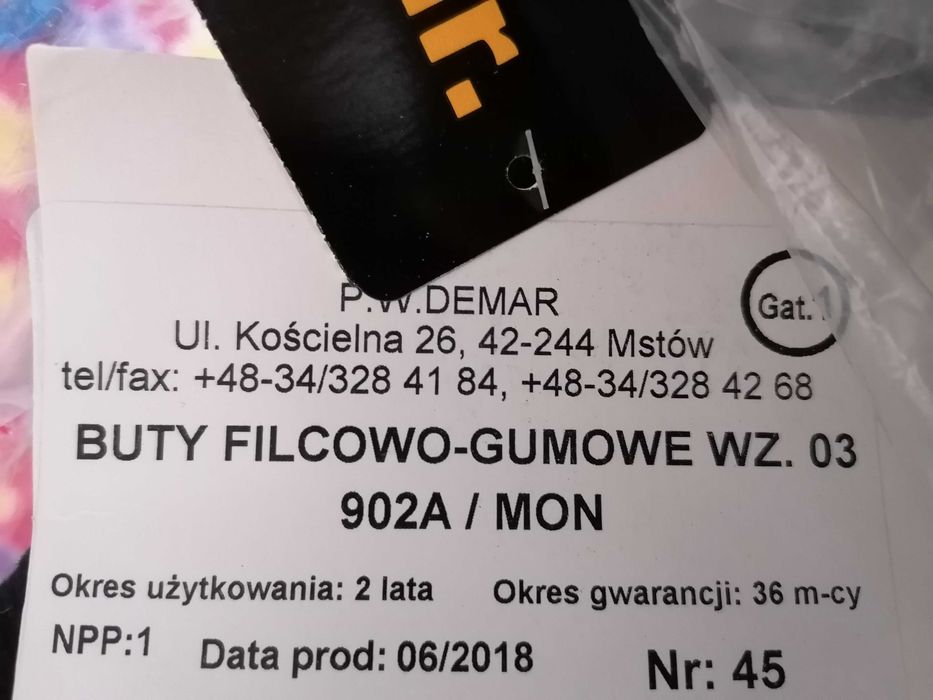 r.
P.W.DEMAR
Gat. 1
Ul. Kościelna 26, 42-244 Mstów
tel/fax: +48-34/328 41 84, +48-34/328 42 68
BUTY FILCOWO-GUMOWE WZ. 03
902A / MON
Okres użytkowania: 2 lata Okres gwarancji: 36 m-cy
NPP:1 Data prod: 06/2018 Nr: 45